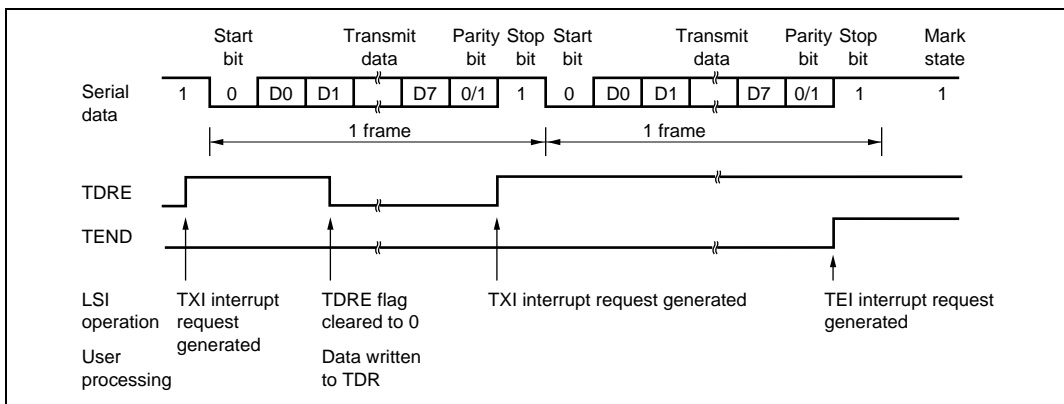 Start bit Transmit data Parity bit Stop bit Start bit Transmit data Parity bit Stop bit Mark state
Serial data 1 0 D0 D1 D7 0/1 1 0 D0 D1 D7 0/1 1 1
1 frame 1 frame
TDRE
TEND
LSI operation TXI interrupt request generated TDRE flag cleared to 0 TXI interrupt request generated TEI interrupt request generated
User processing Data written to TDR